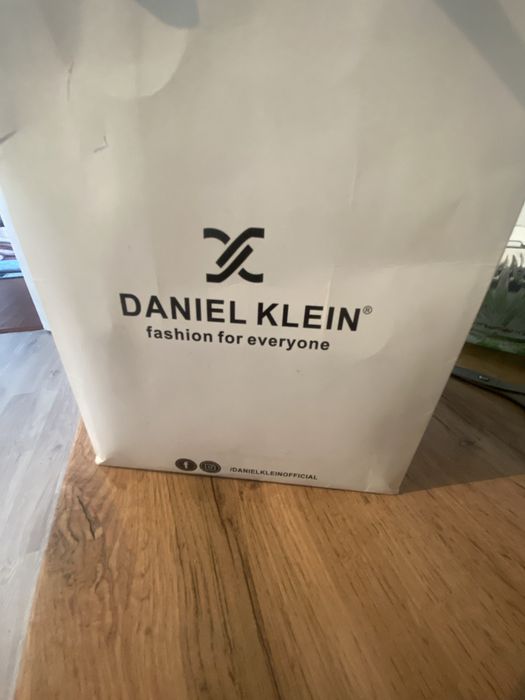 DANIEL KLEIN®
fashion for everyone
/DANIELKLEINOFFICIAL